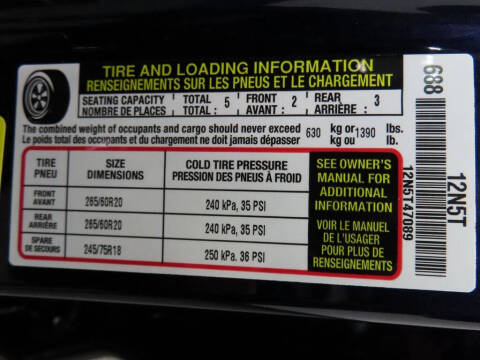 TIRE AND LOADING INFORMATION
RENSEIGNEMENTS SUR LES PNEUS ET LE CHARGEMENT
SEATING CAPACITY TOTAL 5 FRONT 2 REAR 3
NOMBRE DE PLACES TOTAL : AVANT : ARRIÈRE :
The combined weight of occupants and cargo should never exceed 630 kg or 1390 lbs.
Le poids total des occupants et du chargement ne doit jamais dépasser kg ou lb.
TIRE SIZE COLD TIRE PRESSURE
PNEU DIMENSIONS PRESSION DES PNEUS À FROID
FRONT
AVANT 265/60R20 240 kPa, 35 PSI
REAR
ARRIÈRE 265/60R20 240 kPa, 35 PSI
SPARE
DE SECOURS 245/75R18 250 kPa, 36 PSI
SEE OWNER'S
MANUAL FOR
ADDITIONAL
INFORMATION
VOIR LE MANUEL
DE L'USAGER
POUR PLUS DE
RENSEIGNEMENTS
688
12N5T
12N5T47089